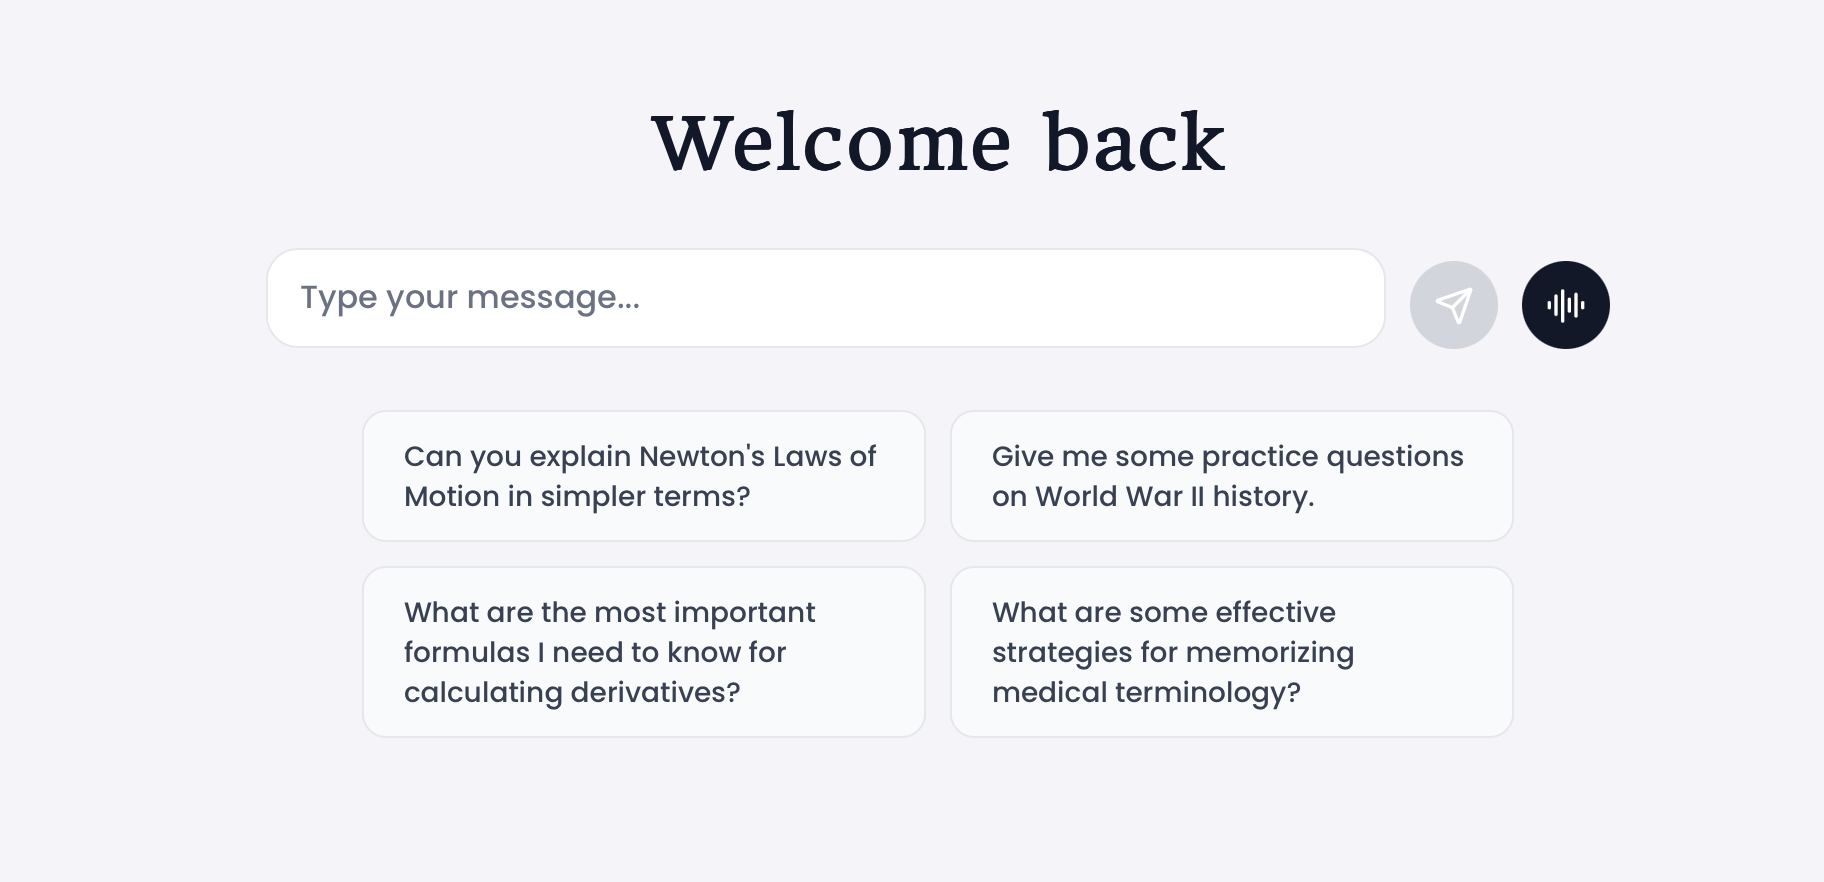 Welcome back
Type your message...
Can you explain Newton's Laws of
Motion in simpler terms?
Give me some practice questions
on World War II history.
What are the most important
formulas I need to know for
calculating derivatives?
What are some effective
strategies for memorizing
medical terminology?